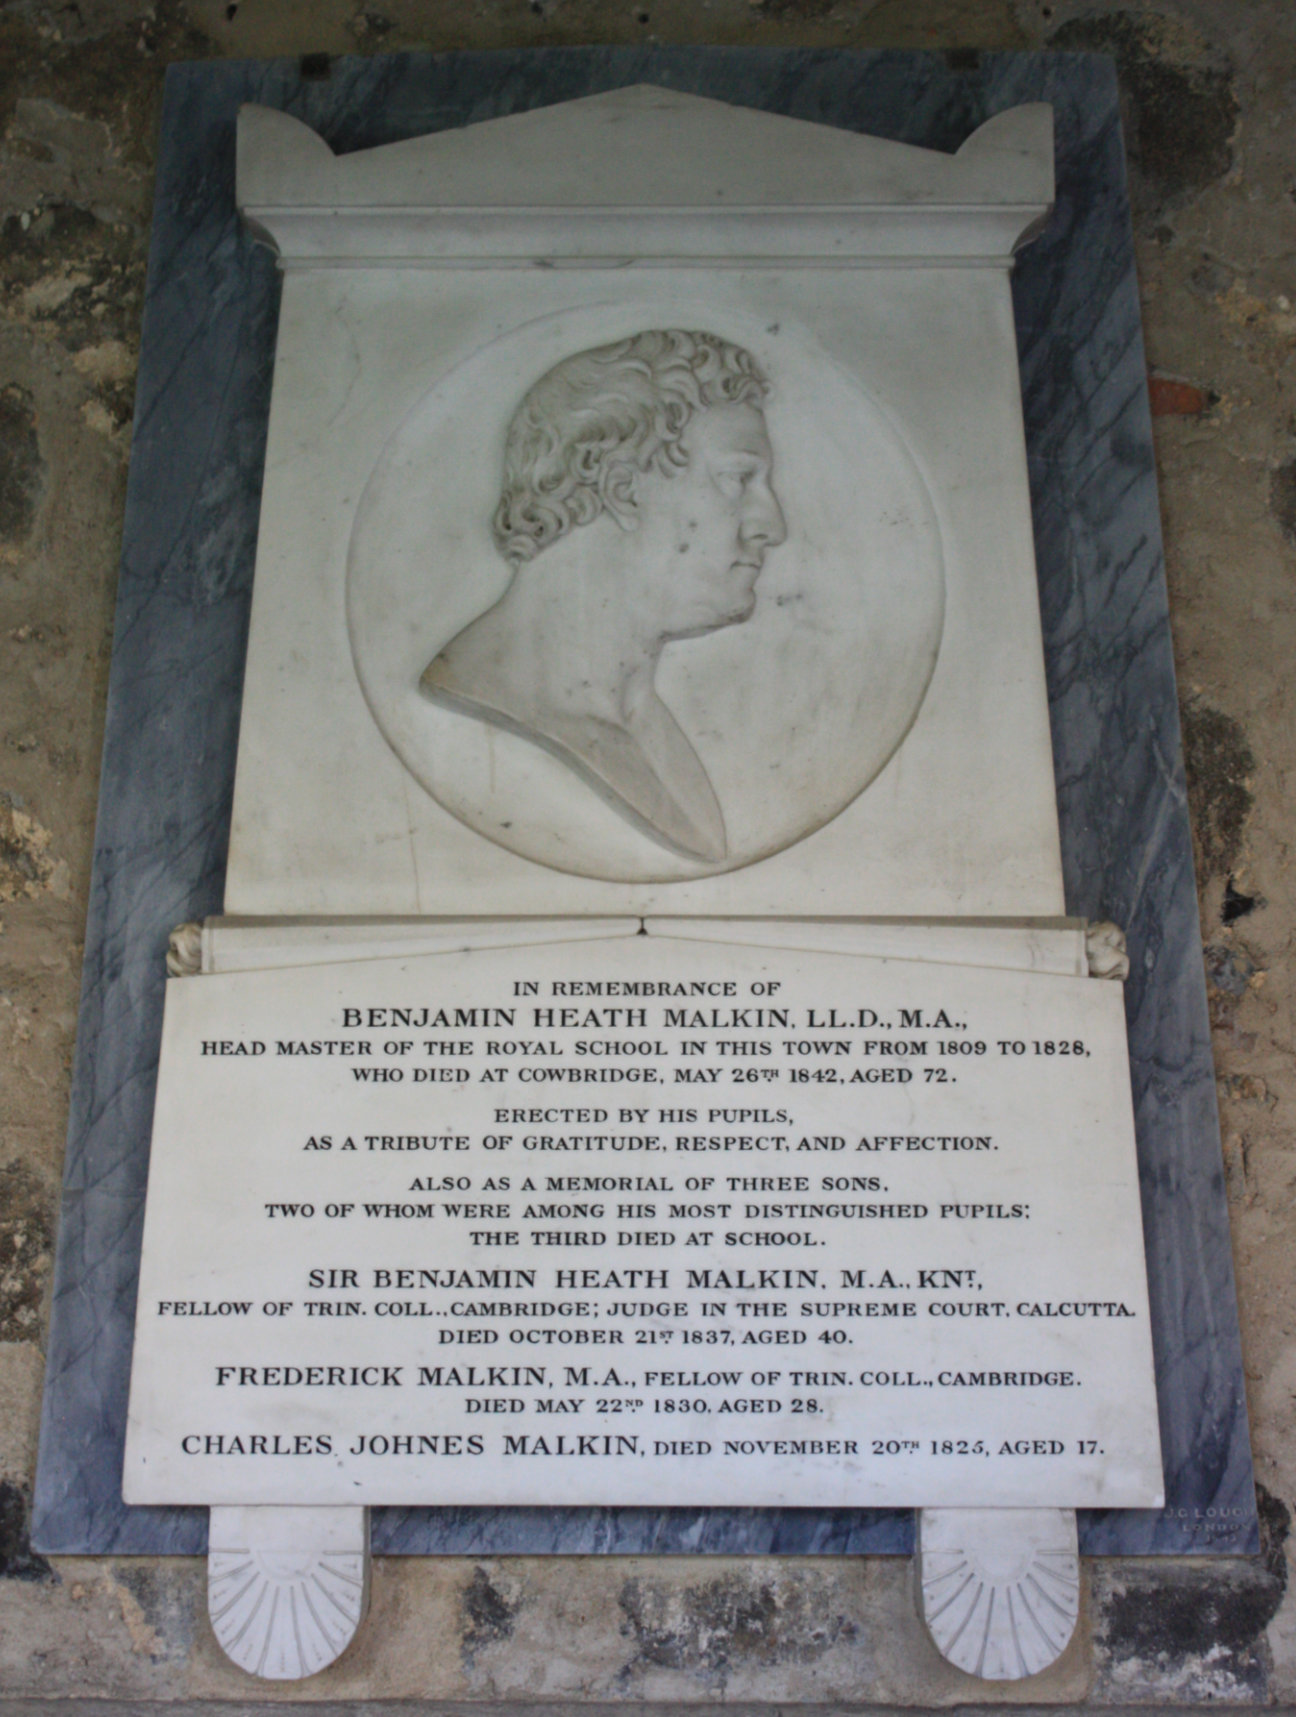 IN REMEMBRANCE OF
BENJAMIN HEATH MALKIN, LL.D., M.A.,
HEAD MASTER OF THE ROYAL SCHOOL IN THIS TOWN FROM 1809 TO 1828,
WHO DIED AT COWBRIDGE, MAY 26TH 1842, AGED 72.
ERECTED BY HIS PUPILS,
AS A TRIBUTE OF GRATITUDE, RESPECT, AND AFFECTION.
ALSO AS A MEMORIAL OF THREE SONS,
TWO OF WHOM WERE AMONG HIS MOST DISTINGUISHED PUPILS:
THE THIRD DIED AT SCHOOL.
SIR BENJAMIN HEATH MALKIN, M.A., KNT,
FELLOW OF TRIN. COLL., CAMBRIDGE; JUDGE IN THE SUPREME COURT, CALCUTTA.
DIED OCTOBER 21ST 1837, AGED 40.
FREDERICK MALKIN, M.A., FELLOW OF TRIN. COLL., CAMBRIDGE.
DIED MAY 22ND 1830, AGED 28.
CHARLES JOHNES MALKIN, DIED NOVEMBER 20TH 1825, AGED 17.
J.G LOUGH
LONDON